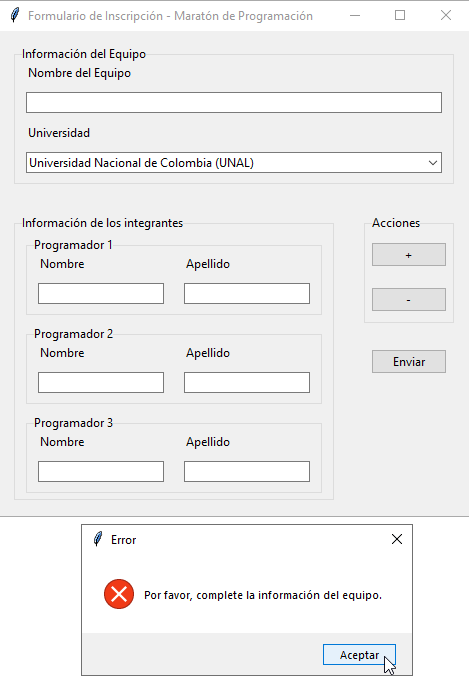 Formulario de Inscripción - Maratón de Programación
Información del Equipo
Nombre del Equipo
Universidad
Universidad Nacional de Colombia (UNAL)
Información de los integrantes
Programador 1
Nombre Apellido
Programador 2
Nombre Apellido
Programador 3
Nombre Apellido
Acciones
+
-
Enviar
Error
Por favor, complete la información del equipo.
Aceptar